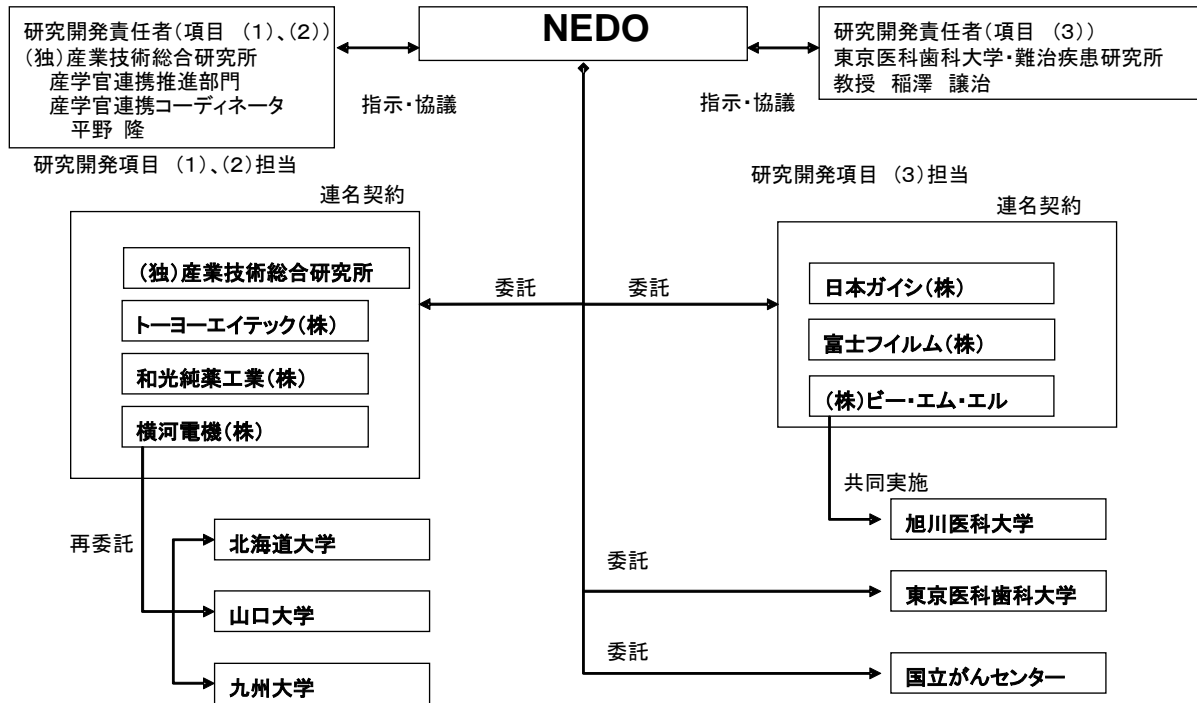 NEDO
研究開発責任者(項目 (1)、(2))
(独)産業技術総合研究所
産学官連携推進部門
産学官連携コーディネータ
平野 隆
指示・協議
指示・協議
研究開発責任者(項目 (3))
東京医科歯科大学・難治疾患研究所
教授 稲澤 譲治
研究開発項目 (1)、(2)担当
連名契約
(独)産業技術総合研究所
トーヨーエイテック(株)
和光純薬工業(株)
横河電機(株)
再委託
北海道大学
山口大学
九州大学
委託
委託
研究開発項目 (3)担当
連名契約
日本ガイシ(株)
富士フイルム(株)
(株)ビー・エム・エル
共同実施
旭川医科大学
委託
東京医科歯科大学
委託
国立がんセンター